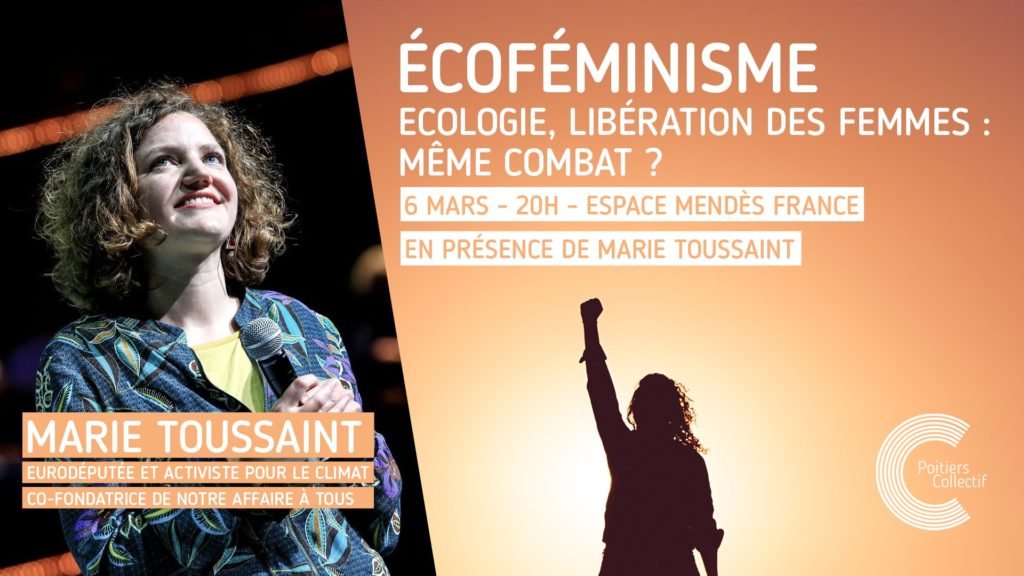 ÉCOFÉMINISME
ECOLOGIE, LIBÉRATION DES FEMMES :
MÊME COMBAT ?
6 MARS - 20H - ESPACE MENDÈS FRANCE
EN PRÉSENCE DE MARIE TOUSSAINT
MARIE TOUSSAINT
EURODÉPUTÉE ET ACTIVISTE POUR LE CLIMAT
CO-FONDATRICE DE NOTRE AFFAIRE À TOUS
Poitiers
Collectif